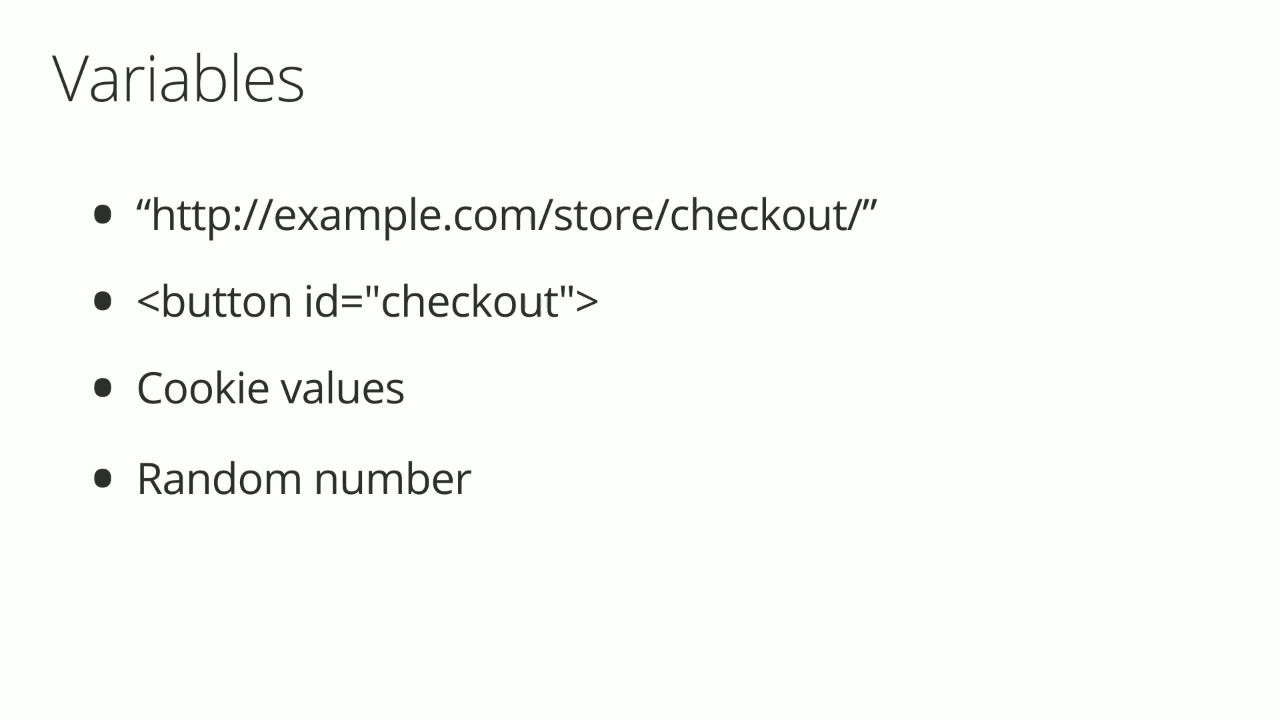 Variables
• “http://example.com/store/checkout/”
• <button id="checkout">
• Cookie values
• Random number